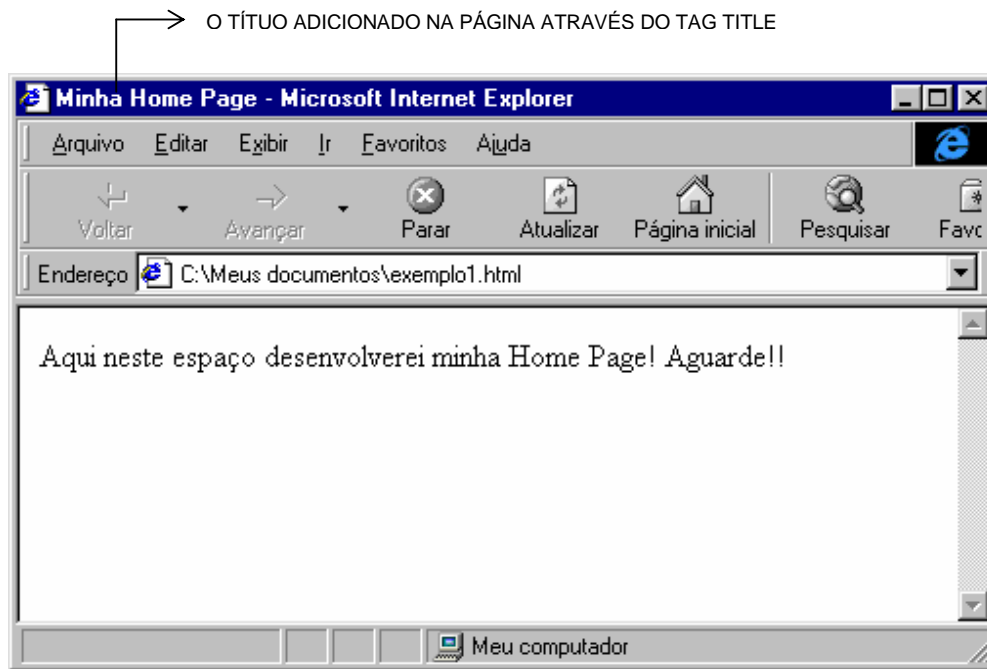 O TÍTUO ADICIONADO NA PÁGINA ATRAVÉS DO TAG TITLE
Minha Home Page - Microsoft Internet Explorer
Arquivo Editar Exibir Ir Favoritos Ajuda
Voltar Avançar Parar Atualizar Página inicial Pesquisar Favc
Endereço C:\Meus documentos\exemplo1.html
Aqui neste espaço desenvolverei minha Home Page! Aguarde!!
Meu computador